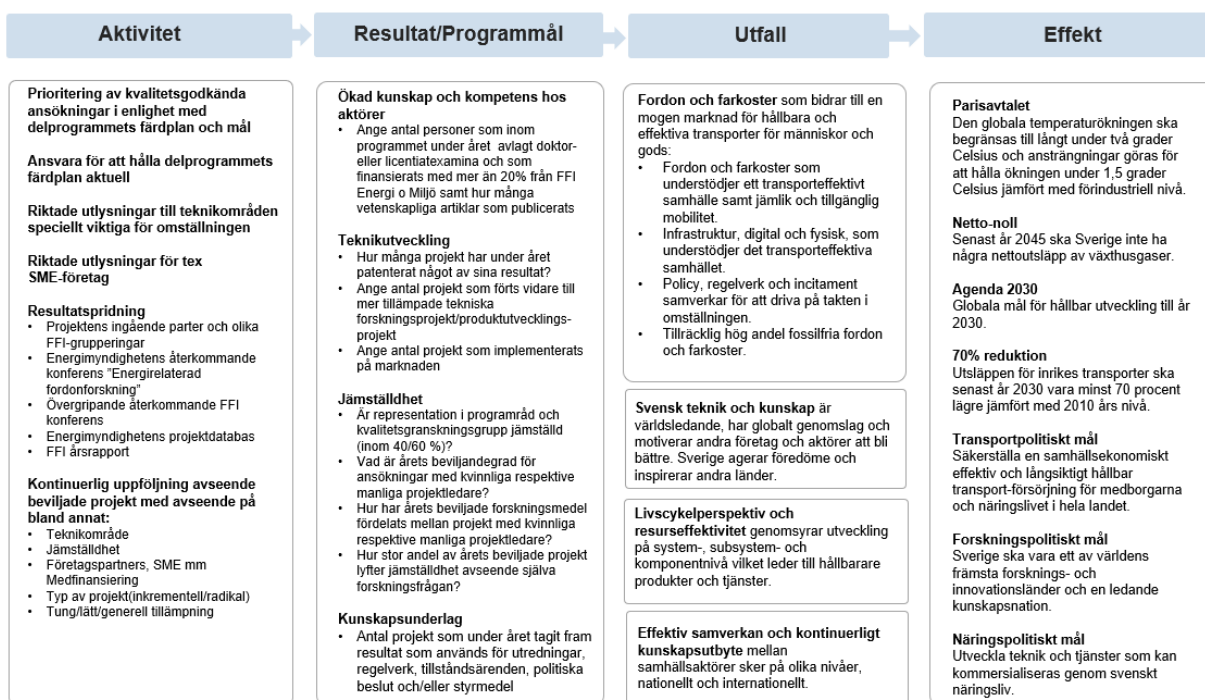 Aktivitet
Prioritering av kvalitetsgodkända
ansökningar i enlighet med
delprogrammets färdplan och mål
Ansvara för att hålla delprogrammets
färdplan aktuell
Riktade utlysningar till teknikområden
speciellt viktiga för omställningen
Riktade utlysningar för tex
SME-företag
Resultatspridning
• Projektens ingående parter och olika
FFI-grupperingar
• Energimyndighetens återkommande
konferens ”Energirelaterad
fordonforskning”
• Övergripande återkommande FFI
konferens
• Energimyndighetens projektdatabas
• FFI årsrapport
Kontinuerlig uppföljning avseende
beviljade projekt med avseende på
bland annat:
• Teknikområde
• Jämställdhet
• Företagspartners, SME mm
Medfinansiering
• Typ av projekt(inkrementell/radikal)
• Tung/lätt/generell tillämpning
Resultat/Programmål
Ökad kunskap och kompetens hos
aktörer
• Ange antal personer som inom
programmet under året avlagt doktor-
eller licentiatexamina och som
finansierats med mer än 20% från FFI
Energi o Miljö samt hur många
vetenskapliga artiklar som publicerats
Teknikutveckling
• Hur många projekt har under året
patenterat något av sina resultat?
• Ange antal projekt som förts vidare till
mer tillämpade tekniska
forskningsprojekt/produktutvecklings-
projekt
• Ange antal projekt som implementerats
på marknaden
Jämställdhet
• Är representation i programråd och
kvalitetsgranskningsgrupp jämställd
(inom 40/60 %)?
• Vad är årets beviljandegrad för
ansökningar med kvinnliga respektive
manliga projektledare?
• Hur har årets beviljade forskningsmedel
fördelats mellan projekt med kvinnliga
respektive manliga projektledare?
• Hur stor andel av årets beviljade projekt
lyfter jämställdhet avseende själva
forskningsfrågan?
Kunskapsunderlag
• Antal projekt som under året tagit fram
resultat som används för utredningar,
regelverk, tillståndsärenden, politiska
beslut och/eller styrmedel
Utfall
Fordon och farkoster som bidrar till en
mogen marknad för hållbara och
effektiva transporter för människor och
gods:
• Fordon och farkoster som
understödjer ett transporteffektivt
samhälle samt jämlik och tillgänglig
mobilitet.
• Infrastruktur, digital och fysisk, som
understödjer det transporteffektiva
samhället.
• Policy, regelverk och incitament
samverkar för att driva på takten i
omställningen.
• Tillräcklig hög andel fossilfria fordon
och farkoster.
Svensk teknik och kunskap är
världsledande, har globalt genomslag och
motiverar andra företag och aktörer att bli
bättre. Sverige agerar föredöme och
inspirerar andra länder.
Livscykelperspektiv och
resurseffektivitet genomsyrar utveckling
på system-, subsystem- och
komponentnivå vilket leder till hållbarare
produkter och tjänster.
Effektiv samverkan och kontinuerligt
kunskapsutbyte mellan
samhällsaktörer sker på olika nivåer,
nationellt och internationellt.
Effekt
Parisavtalet
Den globala temperaturökningen ska
begränsas till långt under två grader
Celsius och ansträngningar göras för
att hålla ökningen under 1,5 grader
Celsius jämfört med förindustriell nivå.
Netto-noll
Senast år 2045 ska Sverige inte ha
några nettoutsläpp av växthusgaser.
Agenda 2030
Globala mål för hållbar utveckling till år
2030.
70% reduktion
Utsläppen för inrikes transporter ska
senast år 2030 vara minst 70 procent
lägre jämfört med 2010 års nivå.
Transportpolitiskt mål
Säkerställa en samhällsekonomiskt
effektiv och långsiktigt hållbar
transport-försörjning för medborgarna
och näringslivet i hela landet.
Forskningspolitiskt mål
Sverige ska vara ett av världens
främsta forsknings- och
innovationsländer och en ledande
kunskapsnation.
Näringspolitiskt mål
Utveckla teknik och tjänster som kan
kommersialiseras genom svenskt
näringsliv.